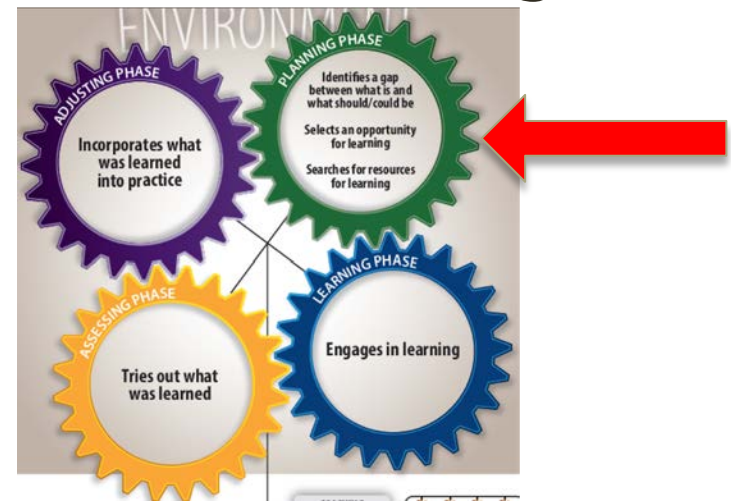 ENVIRONMENT
ADJUSTING PHASE
Incorporates what
was learned
into practice
PLANNING PHASE
Identifies a gap
between what is and
what should/could be
Selects an opportunity
for learning
Searches for resources
for learning
ASSESSING PHASE
Tries out what
was learned
LEARNING PHASE
Engages in learning